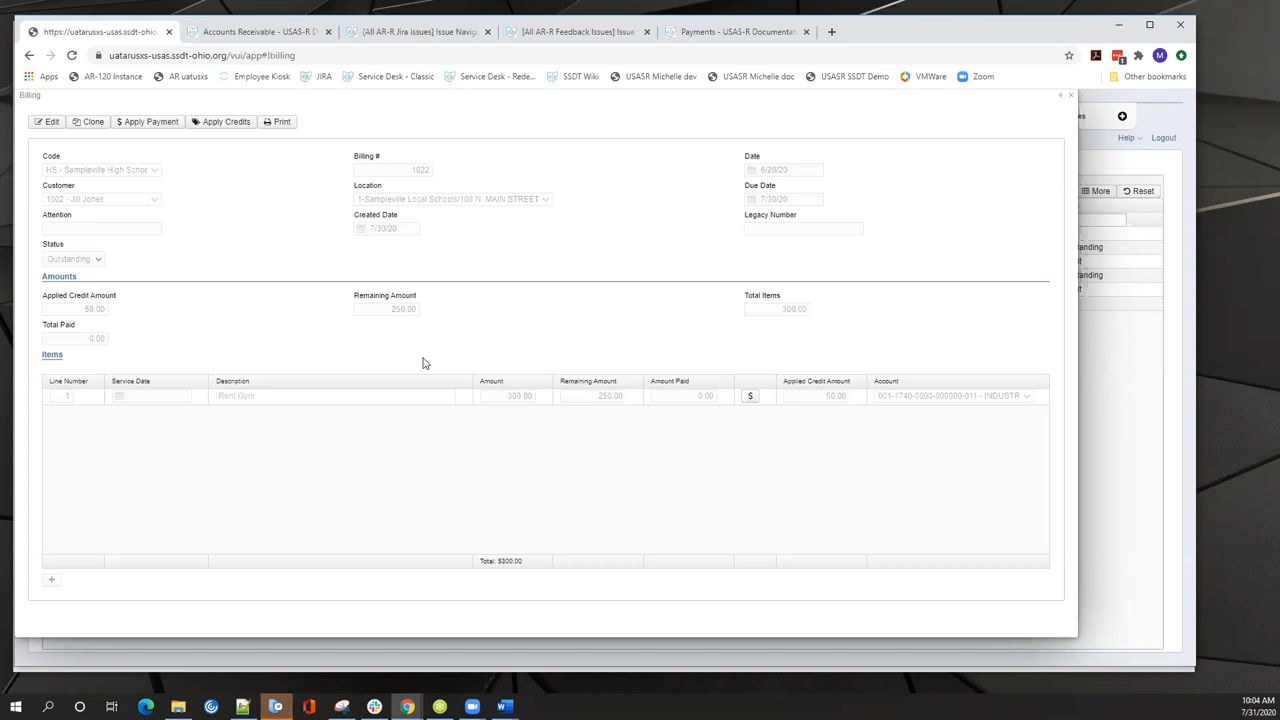 https://uatarusxs-usas.ssdt-ohio. Accounts Receivable - USAS-R D [All AR-R Jira issues] Issue Navig [All AR-R Feedback Issues] Issue Payments - USAS-R Documentat
uatarusxs-usas.ssdt-ohio.org/vui/app#!billing
Apps AR-120 Instance AR uatusxs Employee Kiosk JIRA Service Desk - Classic Service Desk - Rede... SSDT Wiki USASR Michelle dev USASR Michelle doc USASR SSDT Demo VMWare Zoom Other bookmarks
Billing
Edit Clone $ Apply Payment Apply Credits Print
es
Help Logout
Code Billing # Date
HS - Sampleville High School 1022 6/20/20
Customer Location Due Date
1002 - Jill Jones 1-Sampleville Local Schools/108 N. MAIN STREET 7/30/20
More Reset
Attention Created Date Legacy Number
7/30/20
Status
Outstanding
anding
it
anding
it
Amounts
Applied Credit Amount Remaining Amount Total Items
50.00 250.00 300.00
Total Paid
0.00
Items
Line Number Service Date Description Amount Remaining Amount Amount Paid Applied Credit Amount Account
1 Rent Gym 300.00 250.00 0.00 $ 50.00 001-1740-0000-000000-011 - INDUSTR
Total: $300.00
10:04 AM
7/31/2020